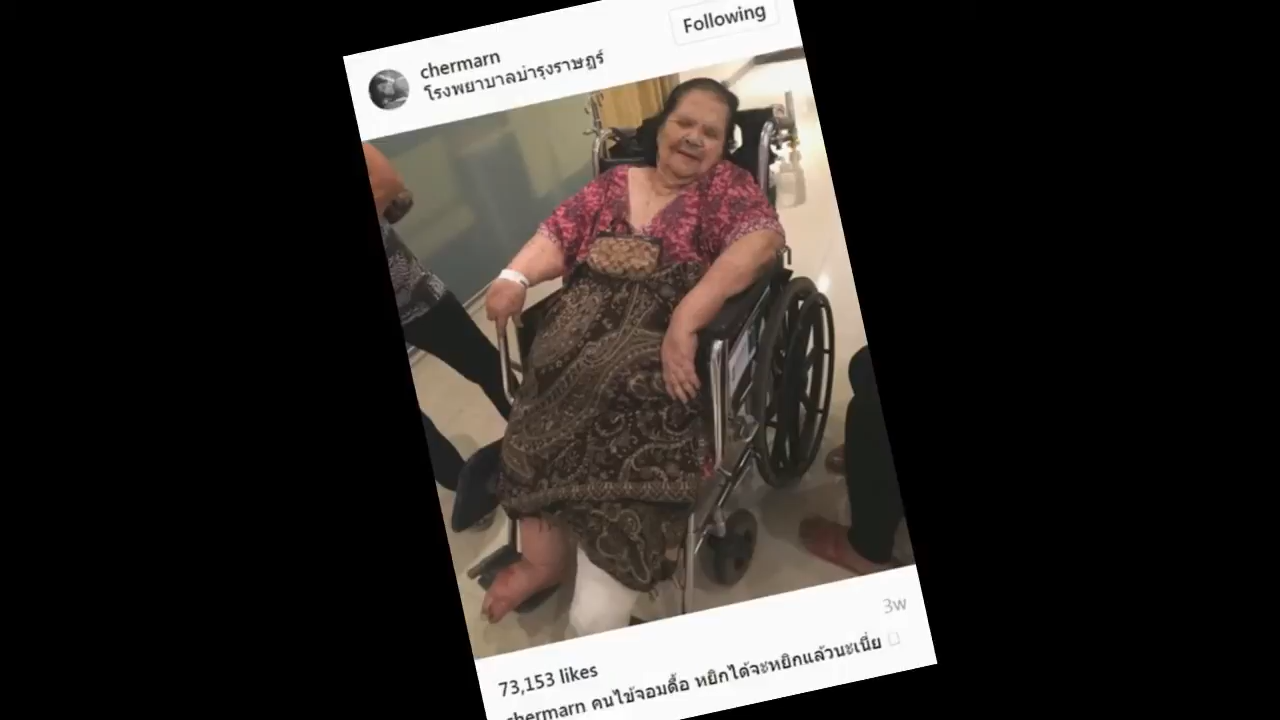 Following
chermarn
โรงพยาบาลบำรุงราษฎร์
3w
73,153 likes
chermarn คนไข้จอมดื้อ หยิกได้จะหยิกแล้วนะเนี่ย